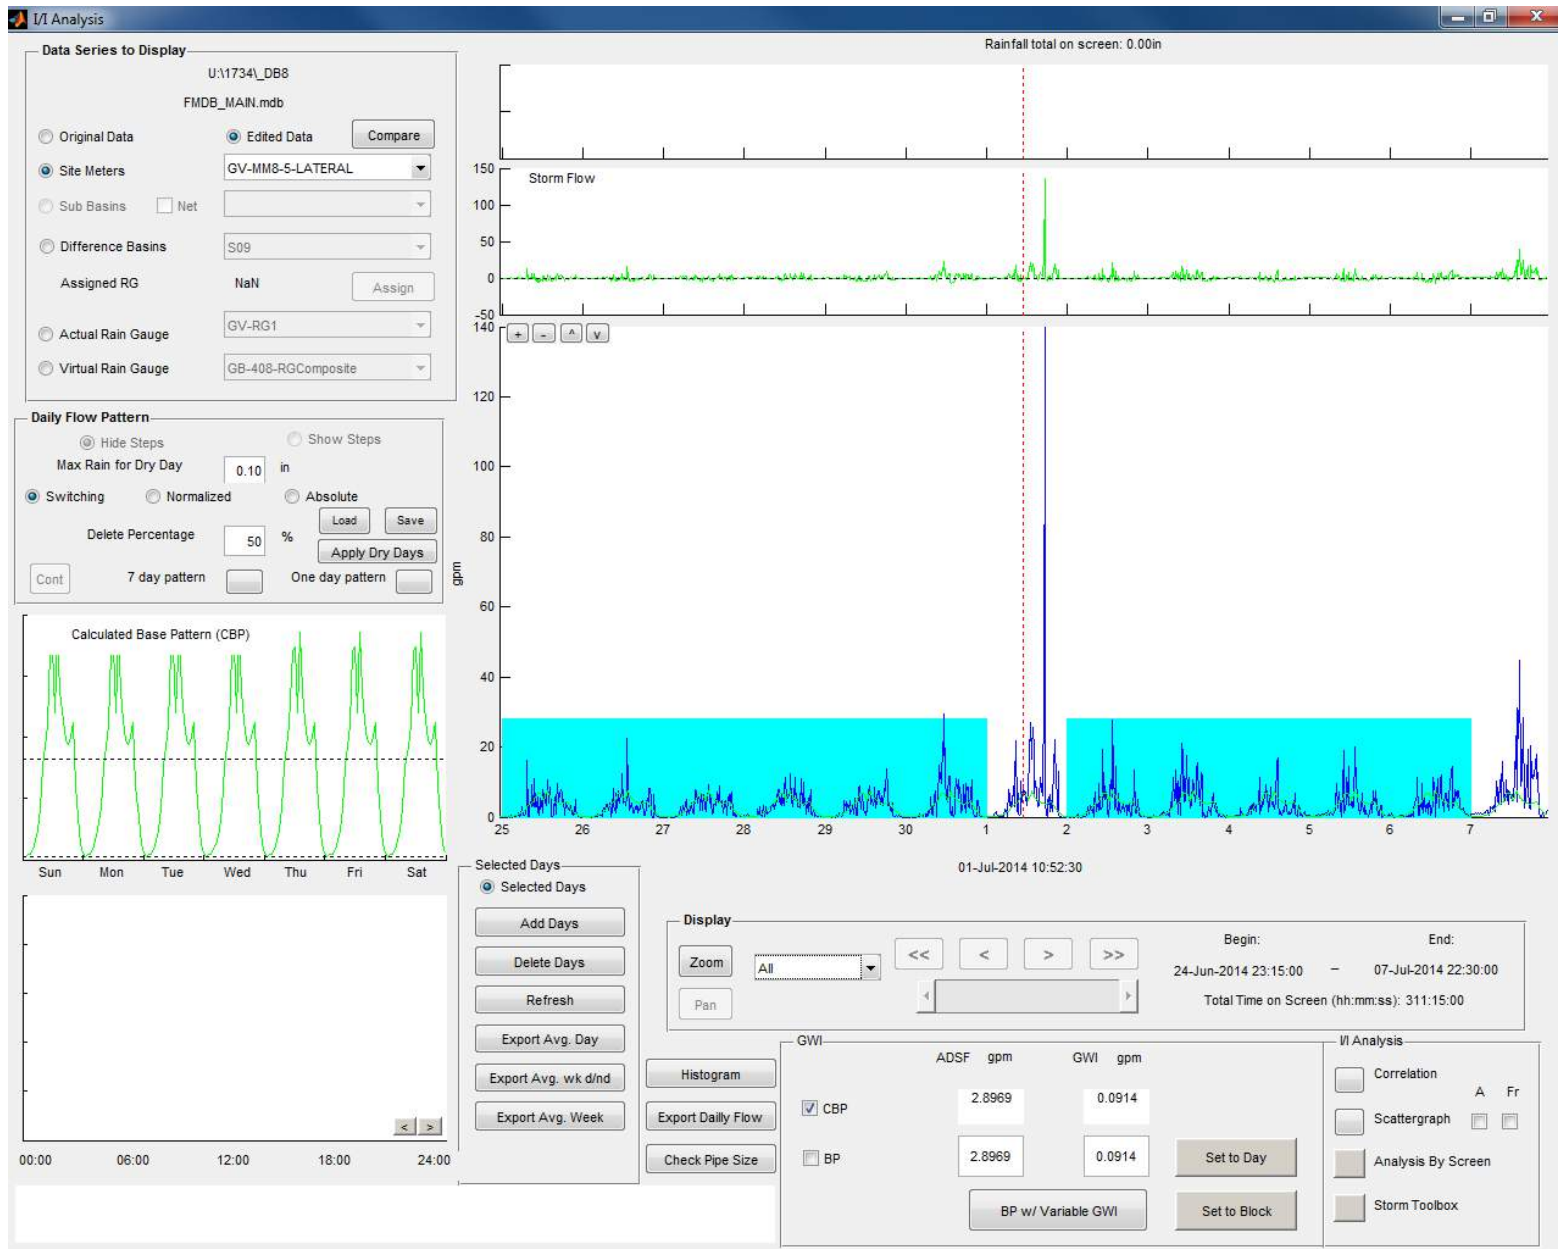 I/I Analysis
Data Series to Display
U:\1734\_DB8
FMDB_MAIN.mdb
Original Data
Edited Data
Compare
Site Meters
GV-MM8-5-LATERAL
Sub Basins
Net
Difference Basins
S09
Assigned RG
NaN
Assign
Actual Rain Gauge
GV-RG1
Virtual Rain Gauge
GB-408-RGComposite
Daily Flow Pattern
Hide Steps
Show Steps
Max Rain for Dry Day
0.10
in
Switching
Normalized
Absolute
Load
Save
Delete Percentage
50
%
Apply Dry Days
Cont
7 day pattern
One day pattern
Calculated Base Pattern (CBP)
Sun Mon Tue Wed Thu Fri Sat
< >
00:00 06:00 12:00 18:00 24:00
Rainfall total on screen: 0.00in
Storm Flow
150
100
50
0
-50
+ - ^ v
140
120
100
80
60
40
20
0
gpm
25 26 27 28 29 30 1 2 3 4 5 6 7
01-Jul-2014 10:52:30
Selected Days
Selected Days
Add Days
Delete Days
Refresh
Export Avg. Day
Export Avg. wk d/nd
Export Avg. Week
Histogram
Export Dailly Flow
Check Pipe Size
Display
Zoom
All
<< < > >>
Pan
Begin:
End:
24-Jun-2014 23:15:00 – 07-Jul-2014 22:30:00
Total Time on Screen (hh:mm:ss): 311:15:00
GWI
ADSF gpm
GWI gpm
CBP
2.8969
0.0914
BP
2.8969
0.0914
Set to Day
BP w/ Variable GWI
Set to Block
I/I Analysis
Correlation
A Fr
Scattergraph
Analysis By Screen
Storm Toolbox